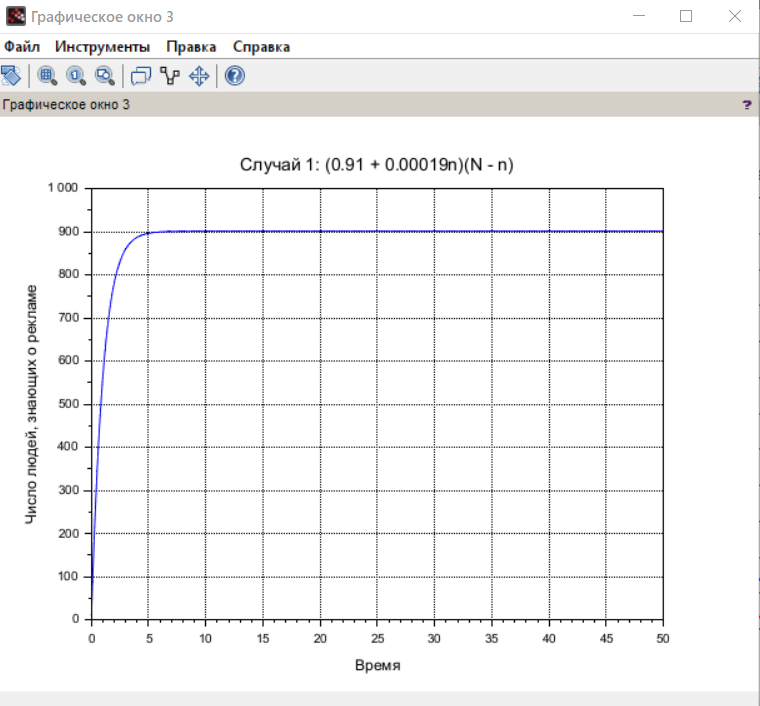 Графическое окно 3
Файл Инструменты Правка Справка
Графическое окно 3 ?
Случай 1: (0.91 + 0.00019n)(N - n)
1 000
900
800
700
600
500
400
300
200
100
0
Число людей, знающих о рекламе
0 5 10 15 20 25 30 35 40 45 50
Время